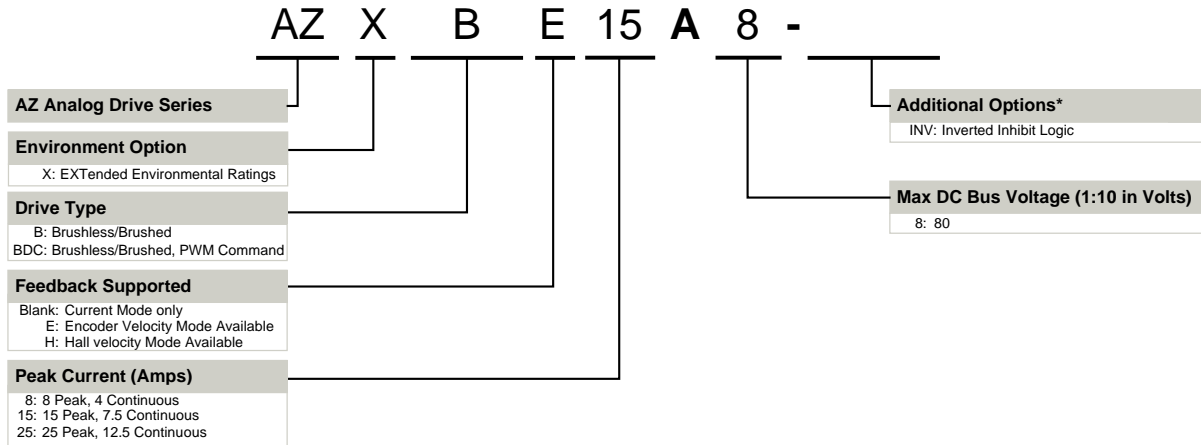 AZ X B E 15 A 8 -
AZ Analog Drive Series
Environment Option
X: EXTended Environmental Ratings
Drive Type
B: Brushless/Brushed
BDC: Brushless/Brushed, PWM Command
Feedback Supported
Blank: Current Mode only
E: Encoder Velocity Mode Available
H: Hall velocity Mode Available
Peak Current (Amps)
8: 8 Peak, 4 Continuous
15: 15 Peak, 7.5 Continuous
25: 25 Peak, 12.5 Continuous
Additional Options*
INV: Inverted Inhibit Logic
Max DC Bus Voltage (1:10 in Volts)
8: 80